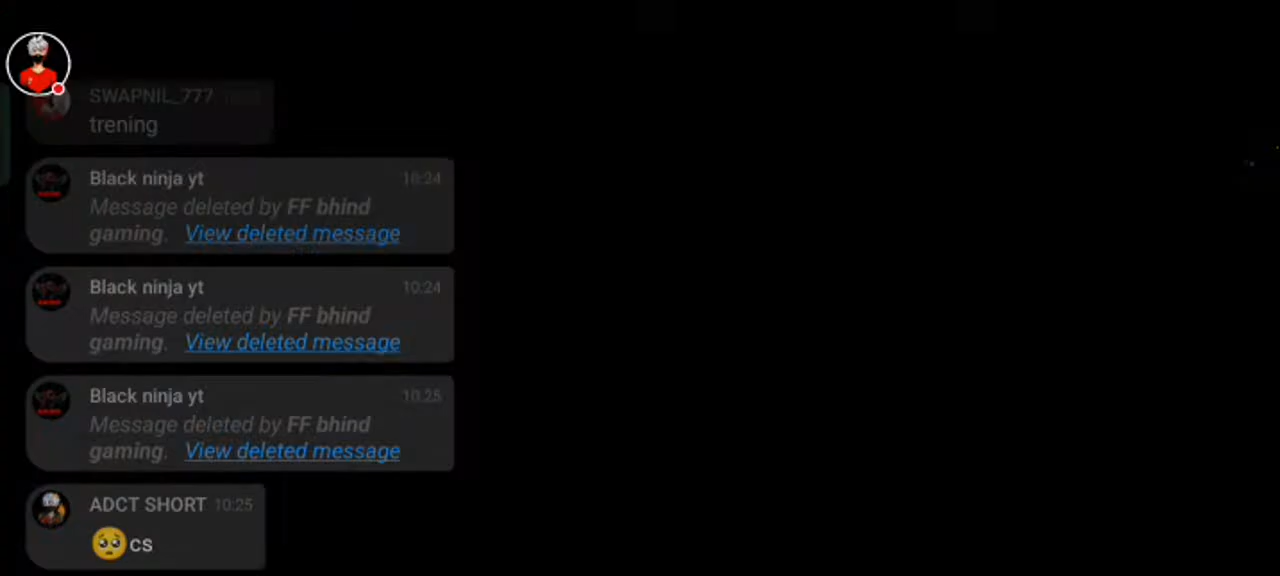 SWAPNIL_777
trening
Black ninja yt 10:24
Message deleted by FF bhind
gaming. View deleted message
Black ninja yt 10:24
Message deleted by FF bhind
gaming. View deleted message
Black ninja yt 10:25
Message deleted by FF bhind
gaming. View deleted message
ADCT SHORT 10:25
🥺cs